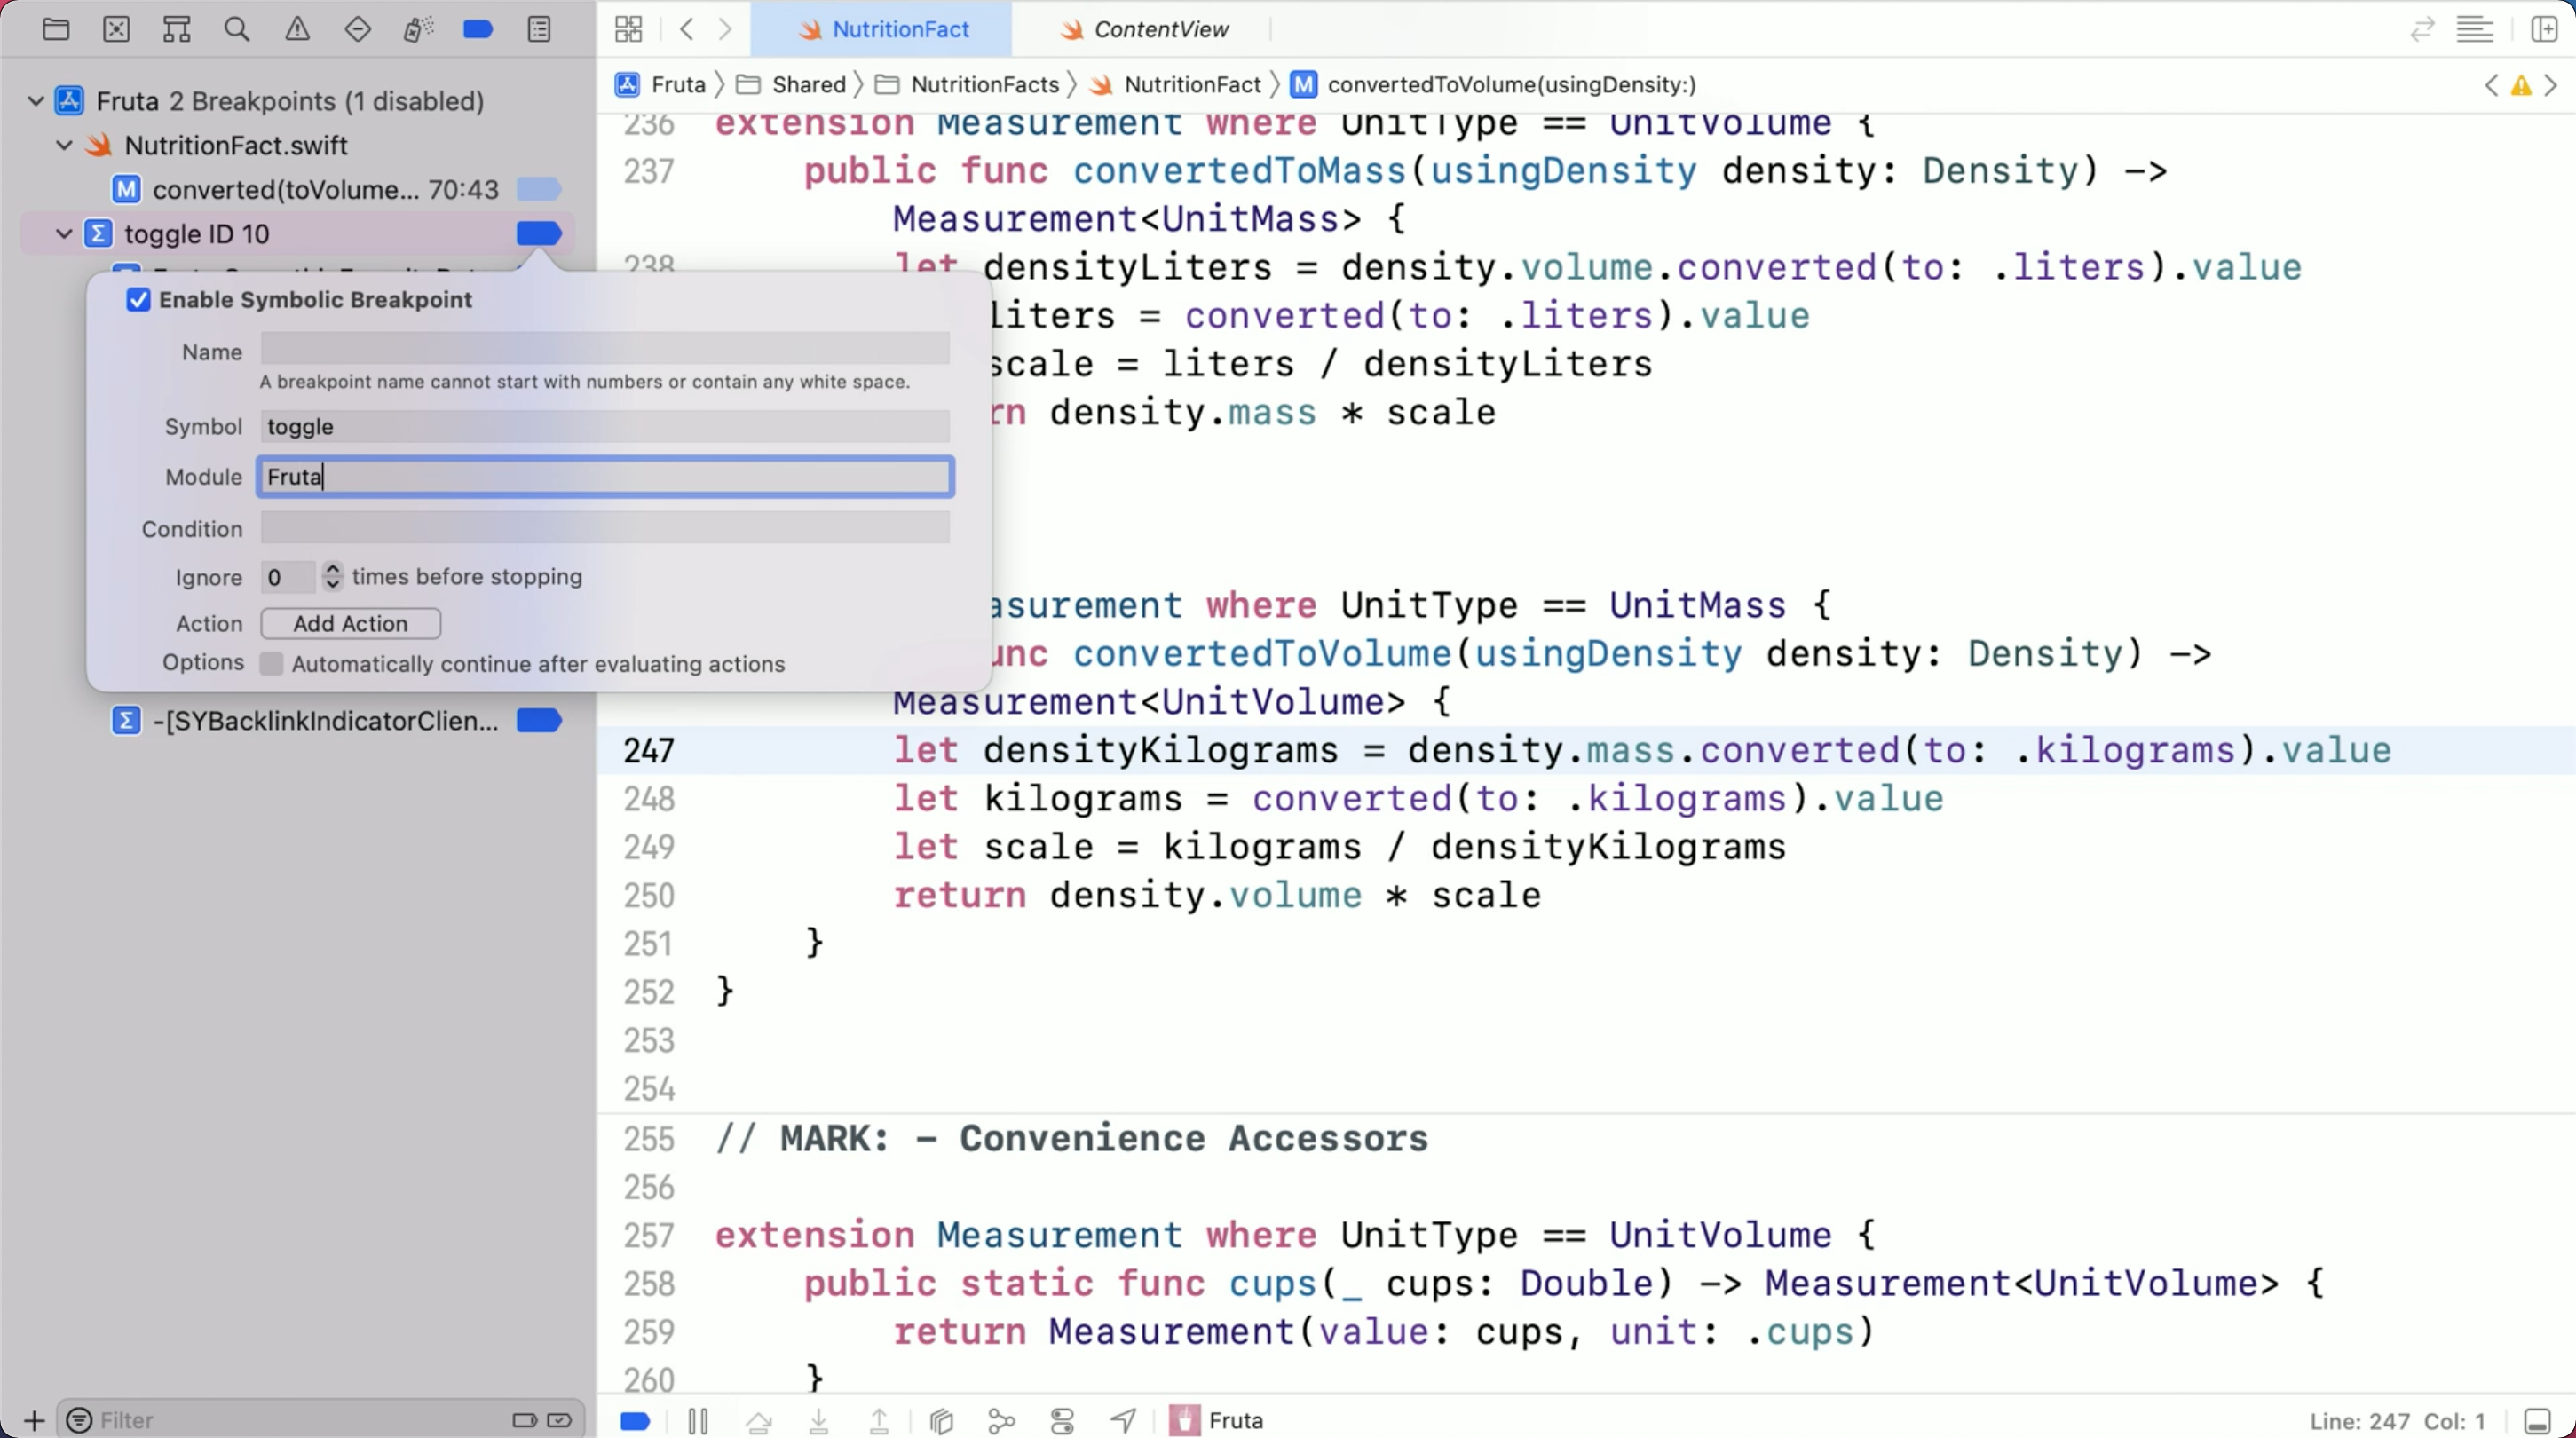 NutritionFact
ContentView
Fruta 2 Breakpoints (1 disabled)
NutritionFact.swift
M converted(toVolume... 70:43
Σ toggle ID 10
Enable Symbolic Breakpoint
Name
A breakpoint name cannot start with numbers or contain any white space.
Symbol toggle
Module Fruta
Condition
Ignore 0 times before stopping
Action Add Action
Options Automatically continue after evaluating actions
Σ -[SYBacklinkIndicatorClien...
Filter
Fruta 〉 Shared 〉 NutritionFacts 〉 NutritionFact 〉 M convertedToVolume(usingDensity:)
236 extension Measurement where UnitType == UnitVolume {
237 public func convertedToMass(usingDensity density: Density) ->
Measurement<UnitMass> {
238 let densityLiters = density.volume.converted(to: .liters).value
liters = converted(to: .liters).value
scale = liters / densityLiters
rn density.mass * scale
asurement where UnitType == UnitMass {
unc convertedToVolume(usingDensity density: Density) ->
Measurement<UnitVolume> {
247 let densityKilograms = density.mass.converted(to: .kilograms).value
248 let kilograms = converted(to: .kilograms).value
249 let scale = kilograms / densityKilograms
250 return density.volume * scale
251 }
252 }
253
254
255 // MARK: - Convenience Accessors
256
257 extension Measurement where UnitType == UnitVolume {
258 public static func cups(_ cups: Double) -> Measurement<UnitVolume> {
259 return Measurement(value: cups, unit: .cups)
260 }
Fruta
Line: 247 Col: 1